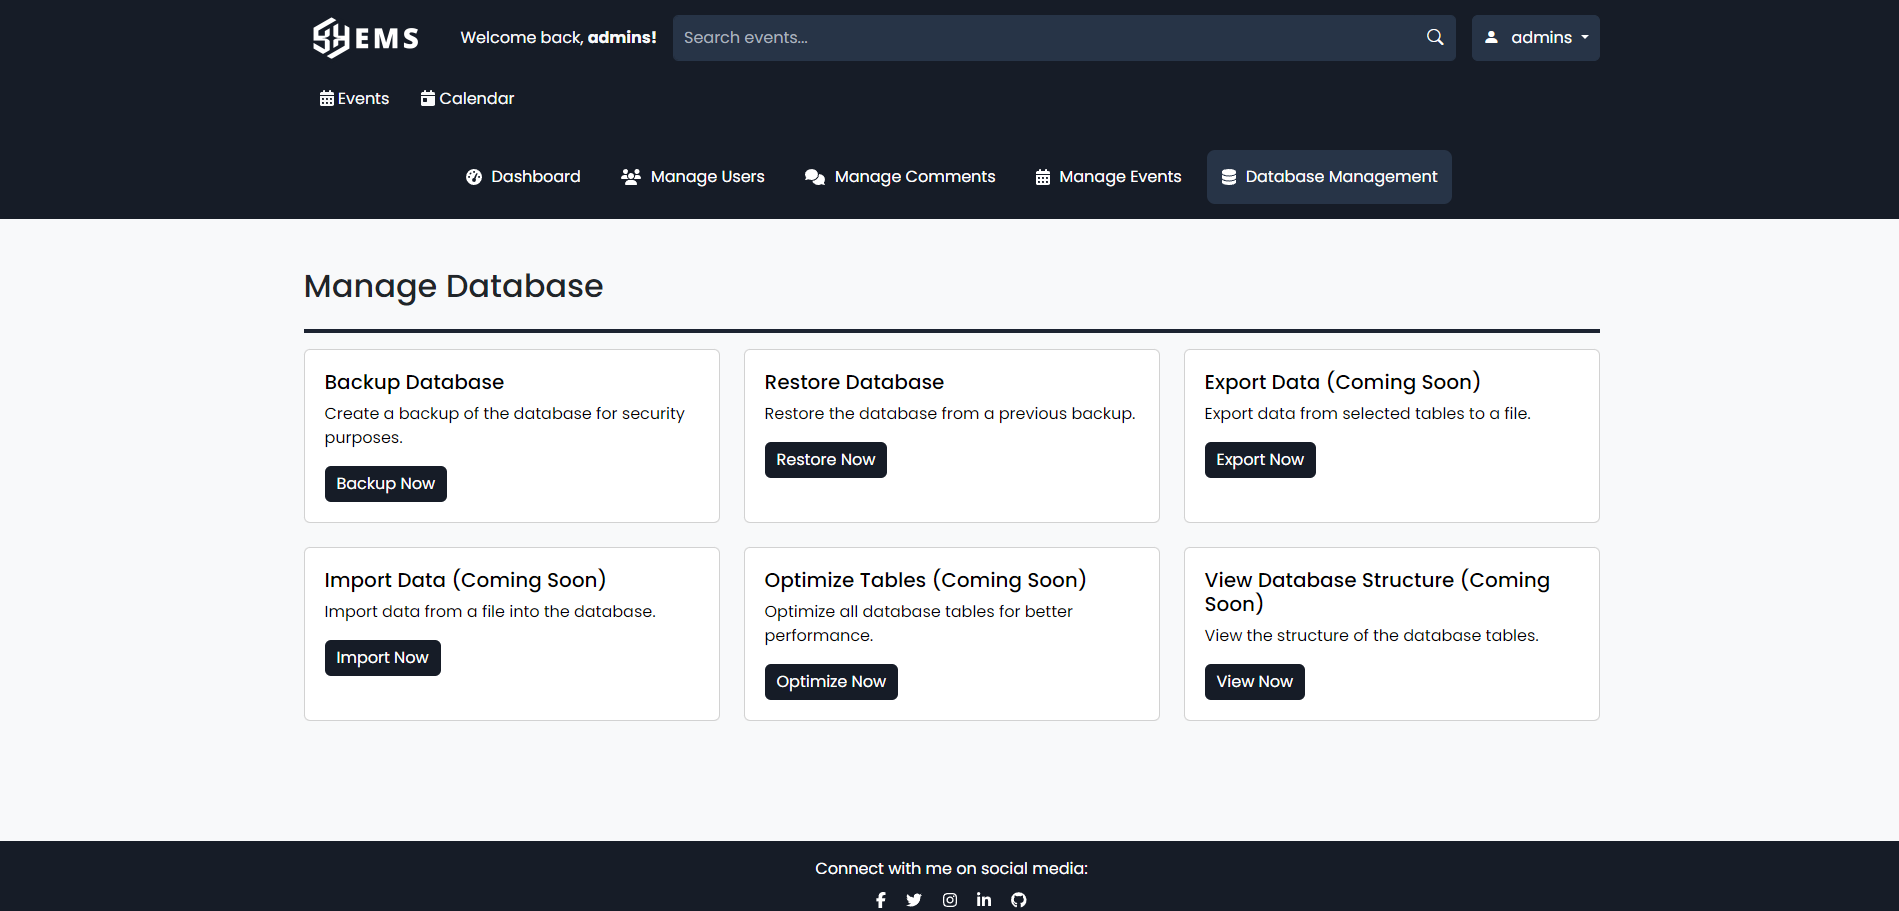 EMS
Welcome back, admins!
Search events...
admins
Events
Calendar
Dashboard
Manage Users
Manage Comments
Manage Events
Database Management
Manage Database
Backup Database
Create a backup of the database for security
purposes.
Backup Now
Restore Database
Restore the database from a previous backup.
Restore Now
Export Data (Coming Soon)
Export data from selected tables to a file.
Export Now
Import Data (Coming Soon)
Import data from a file into the database.
Import Now
Optimize Tables (Coming Soon)
Optimize all database tables for better
performance.
Optimize Now
View Database Structure (Coming
Soon)
View the structure of the database tables.
View Now
Connect with me on social media: